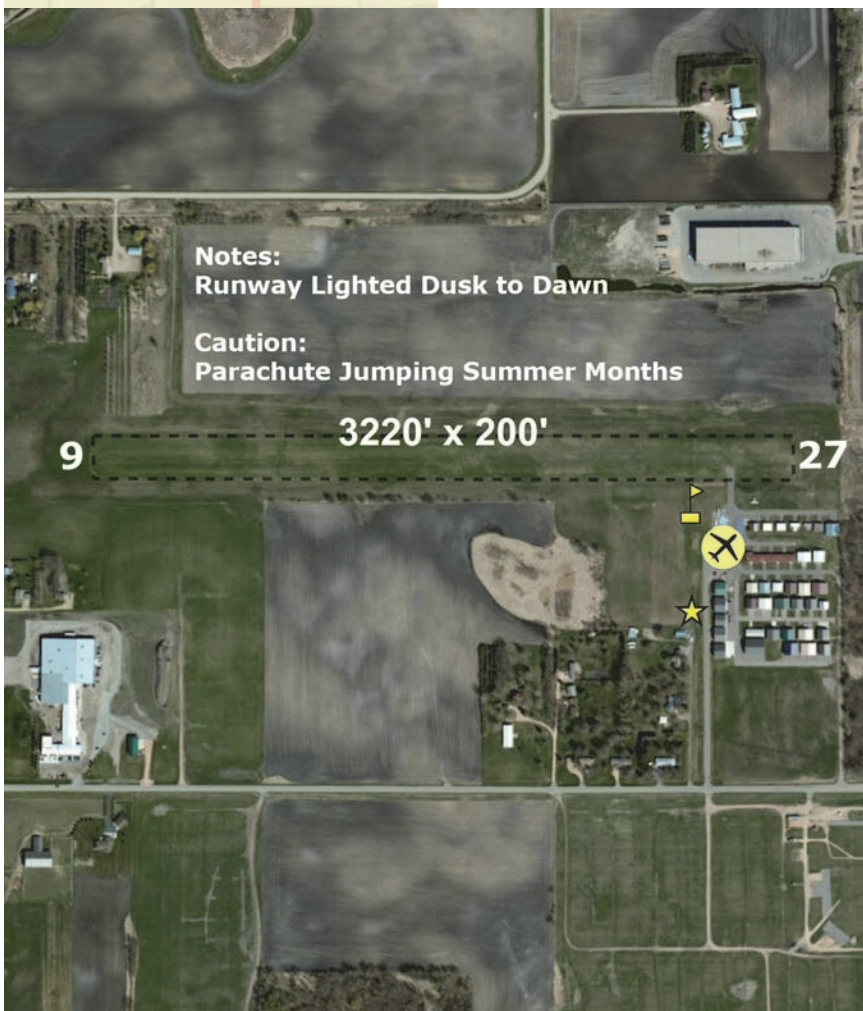 Notes:
Runway Lighted Dusk to Dawn
Caution:
Parachute Jumping Summer Months
3220' x 200'
9
27